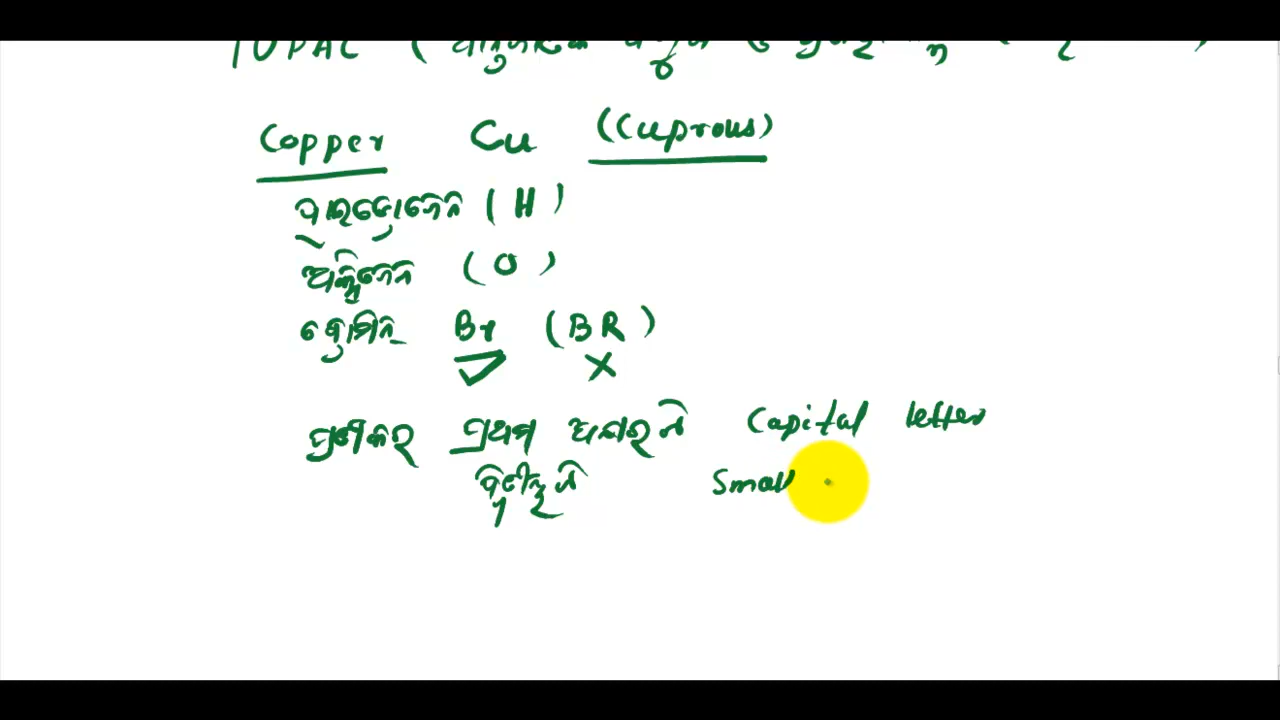 IUPAC (
Copper Cu (Cuprous)
ହାଇଡ୍ରୋଜେନ (H)
ଅକ୍ସିଜେନ (O)
ବ୍ରୋମିନ୍ Br (BR)
ପ୍ରତୀକର ପ୍ରଥମ ଅକ୍ଷରଟି Capital letter
ଦ୍ୱିତୀୟଟି Small